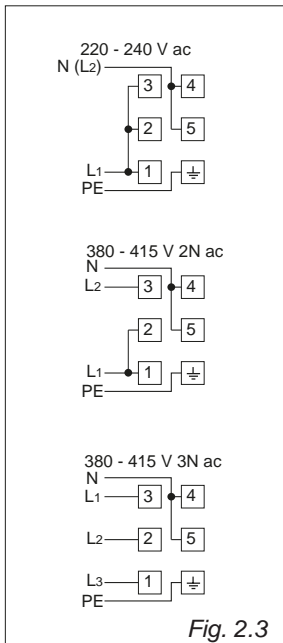 220 - 240 V ac
N (L2)
3 4
2 5
L1 1
PE
380 - 415 V 2N ac
N
L2 3 4
2 5
L1 1
PE
380 - 415 V 3N ac
N
L1 3 4
L2 2 5
L3 1
PE
Fig. 2.3